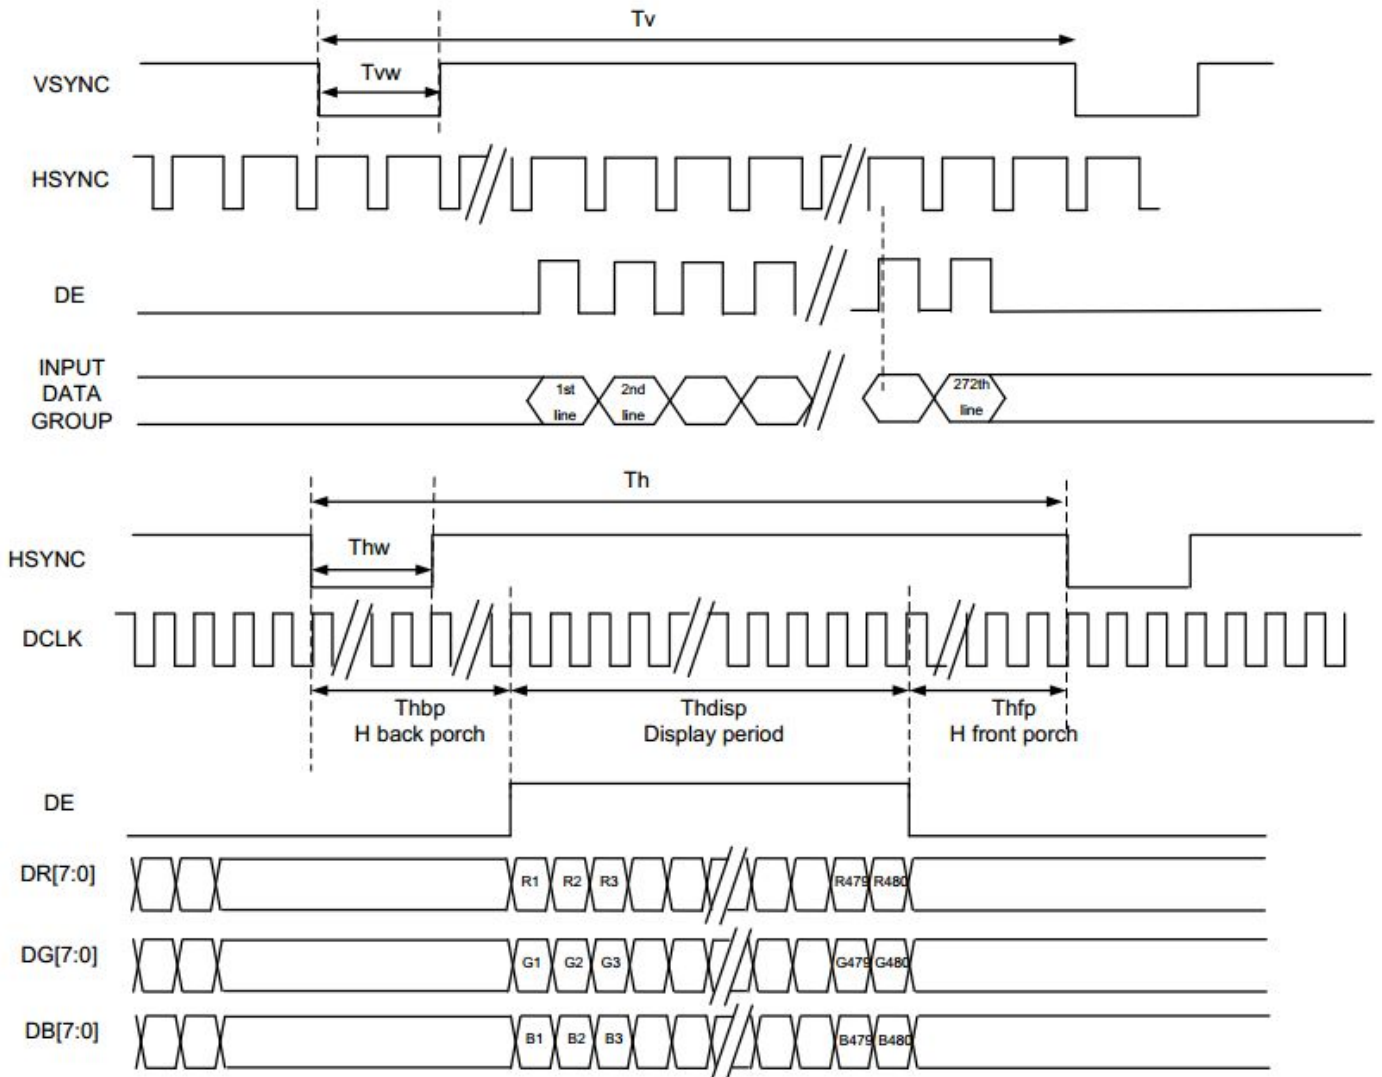 Tv
Tvw
VSYNC
HSYNC
DE
INPUT
DATA
GROUP
1st
line
2nd
line
272th
line
Th
Thw
HSYNC
DCLK
Thbp
H back porch
Thdisp
Display period
Thfp
H front porch
DE
DR[7:0]
R1 R2 R3 R479 R480
DG[7:0]
G1 G2 G3 G479 G480
DB[7:0]
B1 B2 B3 B479 B480